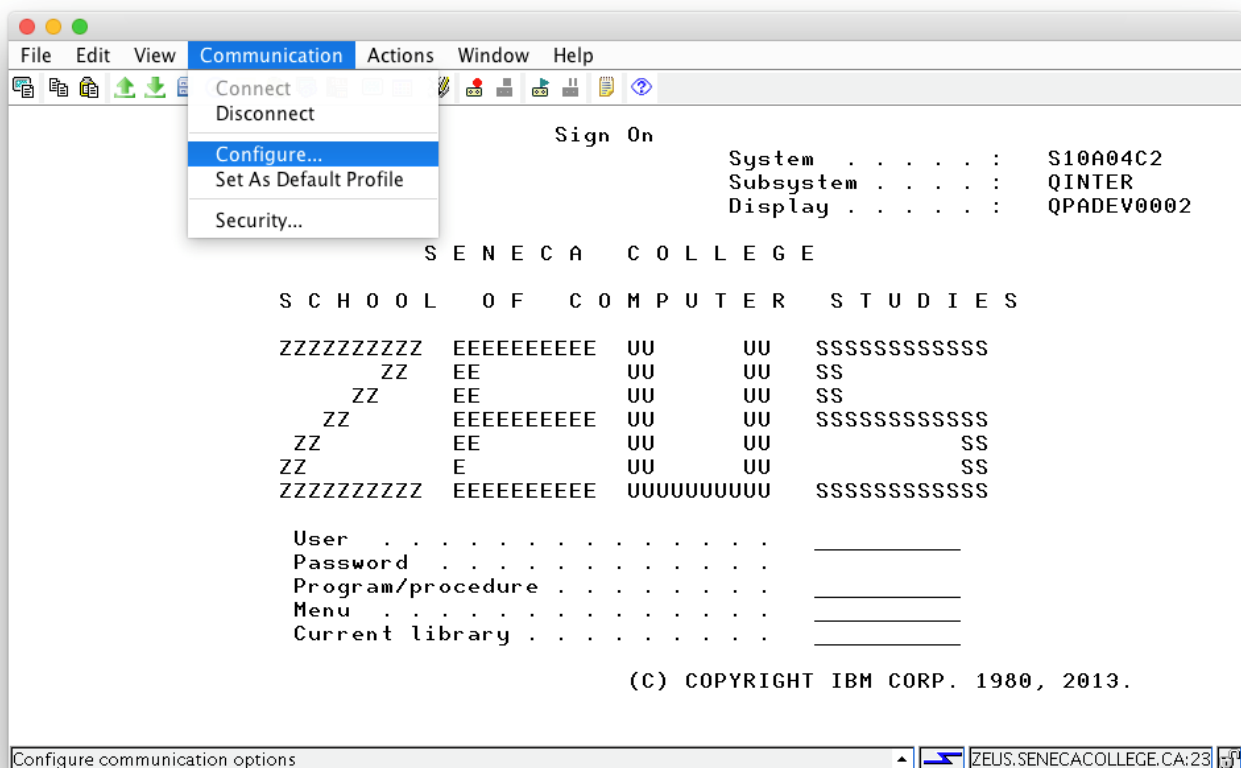 File Edit View Communication Actions Window Help
Connect
Disconnect
Configure...
Set As Default Profile
Security...
Sign On
System . . . . . : S10A04C2
Subsystem . . . . : QINTER
Display . . . . . : QPADEV0002
S E N E C A   C O L L E G E
S C H O O L   O F   C O M P U T E R   S T U D I E S
ZZZZZZZZZZ  EEEEEEEEEE  UU      UU   SSSSSSSSSSSS
       ZZ   EE          UU      UU   SS
     ZZ     EE          UU      UU   SS
   ZZ       EEEEEEEEEE  UU      UU   SSSSSSSSSSSS
 ZZ         EE          UU      UU             SS
ZZ          E           UU      UU             SS
ZZZZZZZZZZ  EEEEEEEEEE  UUUUUUUUUU   SSSSSSSSSSSS
User . . . . . . . . . . . . . .
Password . . . . . . . . . . . .
Program/procedure . . . . . . . .
Menu . . . . . . . . . . . . . .
Current library . . . . . . . . .
(C) COPYRIGHT IBM CORP. 1980, 2013.
Configure communication options ZEUS.SENECACOLLEGE.CA:23